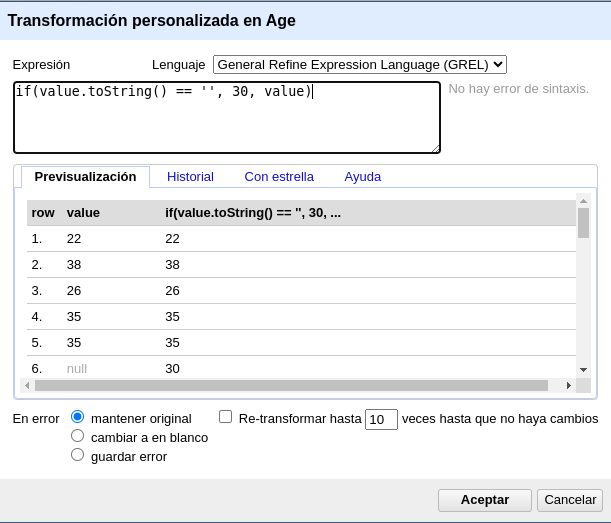 Transformación personalizada en Age
Expresión Lenguaje General Refine Expression Language (GREL)
if(value.toString() == '', 30, value)
No hay error de sintaxis.
Previsualización Historial Con estrella Ayuda
row value if(value.toString() == '', 30, ...
1. 22 22
2. 38 38
3. 26 26
4. 35 35
5. 35 35
6. null 30
En error mantener original Re-transformar hasta 10 veces hasta que no haya cambios
cambiar a en blanco
guardar error
Aceptar Cancelar